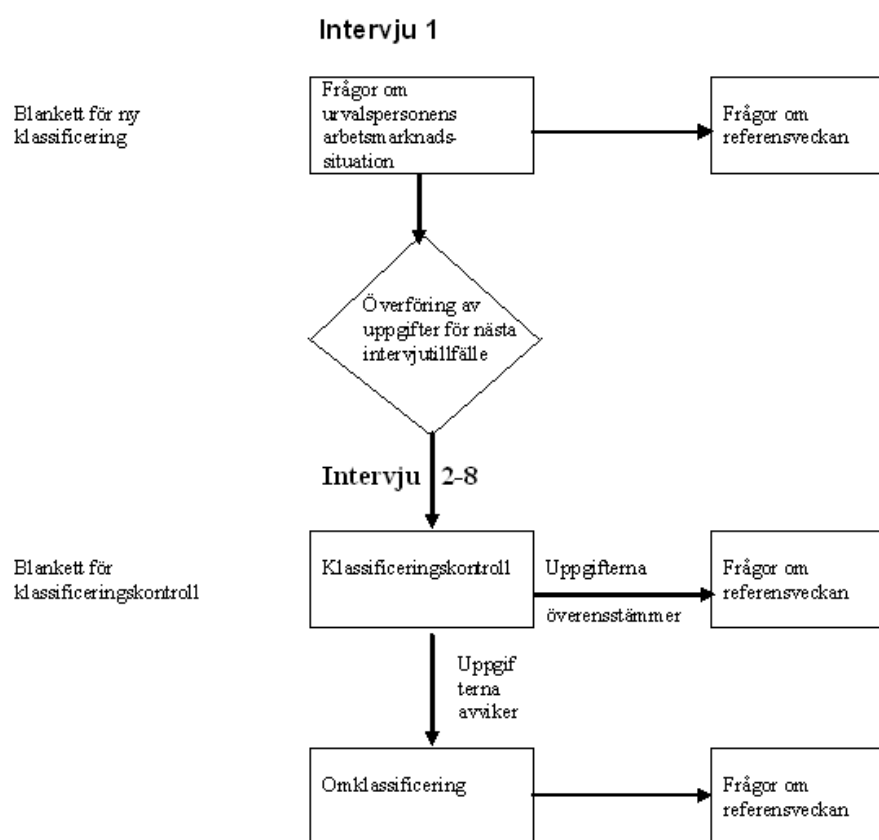 Intervju 1
Blankett för ny
klassificering
Frågor om
urvalspersonens
arbetsmarknads-
situation
Frågor om
referensveckan
Överföring av
uppgifter för nästa
intervjutillfälle
Intervju 2-8
Blankett för
klassificeringskontroll
Klassificeringskontroll
Uppgifterna
överensstämmer
Frågor om
referensveckan
Uppgif
terna
avviker
Omklassificering
Frågor om
referensveckan